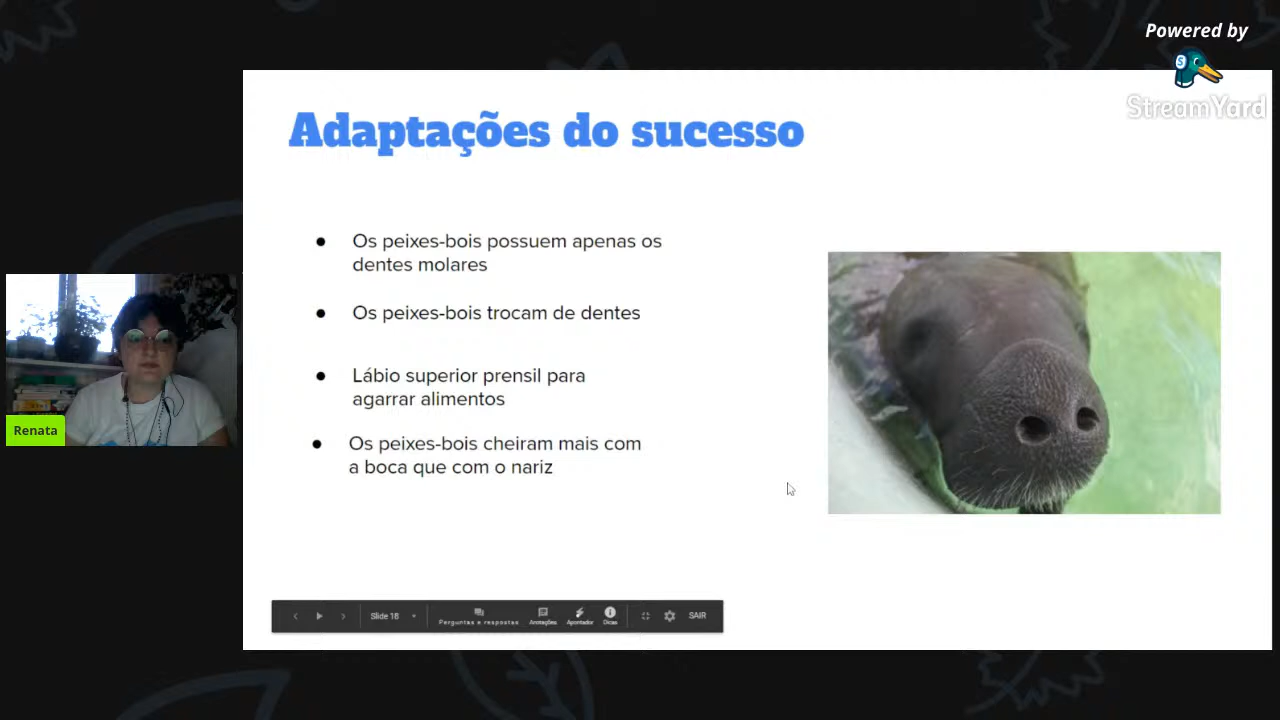 Powered by
StreamYard
Adaptações do sucesso
Os peixes-bois possuem apenas os
dentes molares
Os peixes-bois trocam de dentes
Lábio superior prensil para
agarrar alimentos
Os peixes-bois cheiram mais com
a boca que com o nariz
Renata
Slide 18
Perguntas e respostas
Anotações
Apontador
Dicas
SAIR